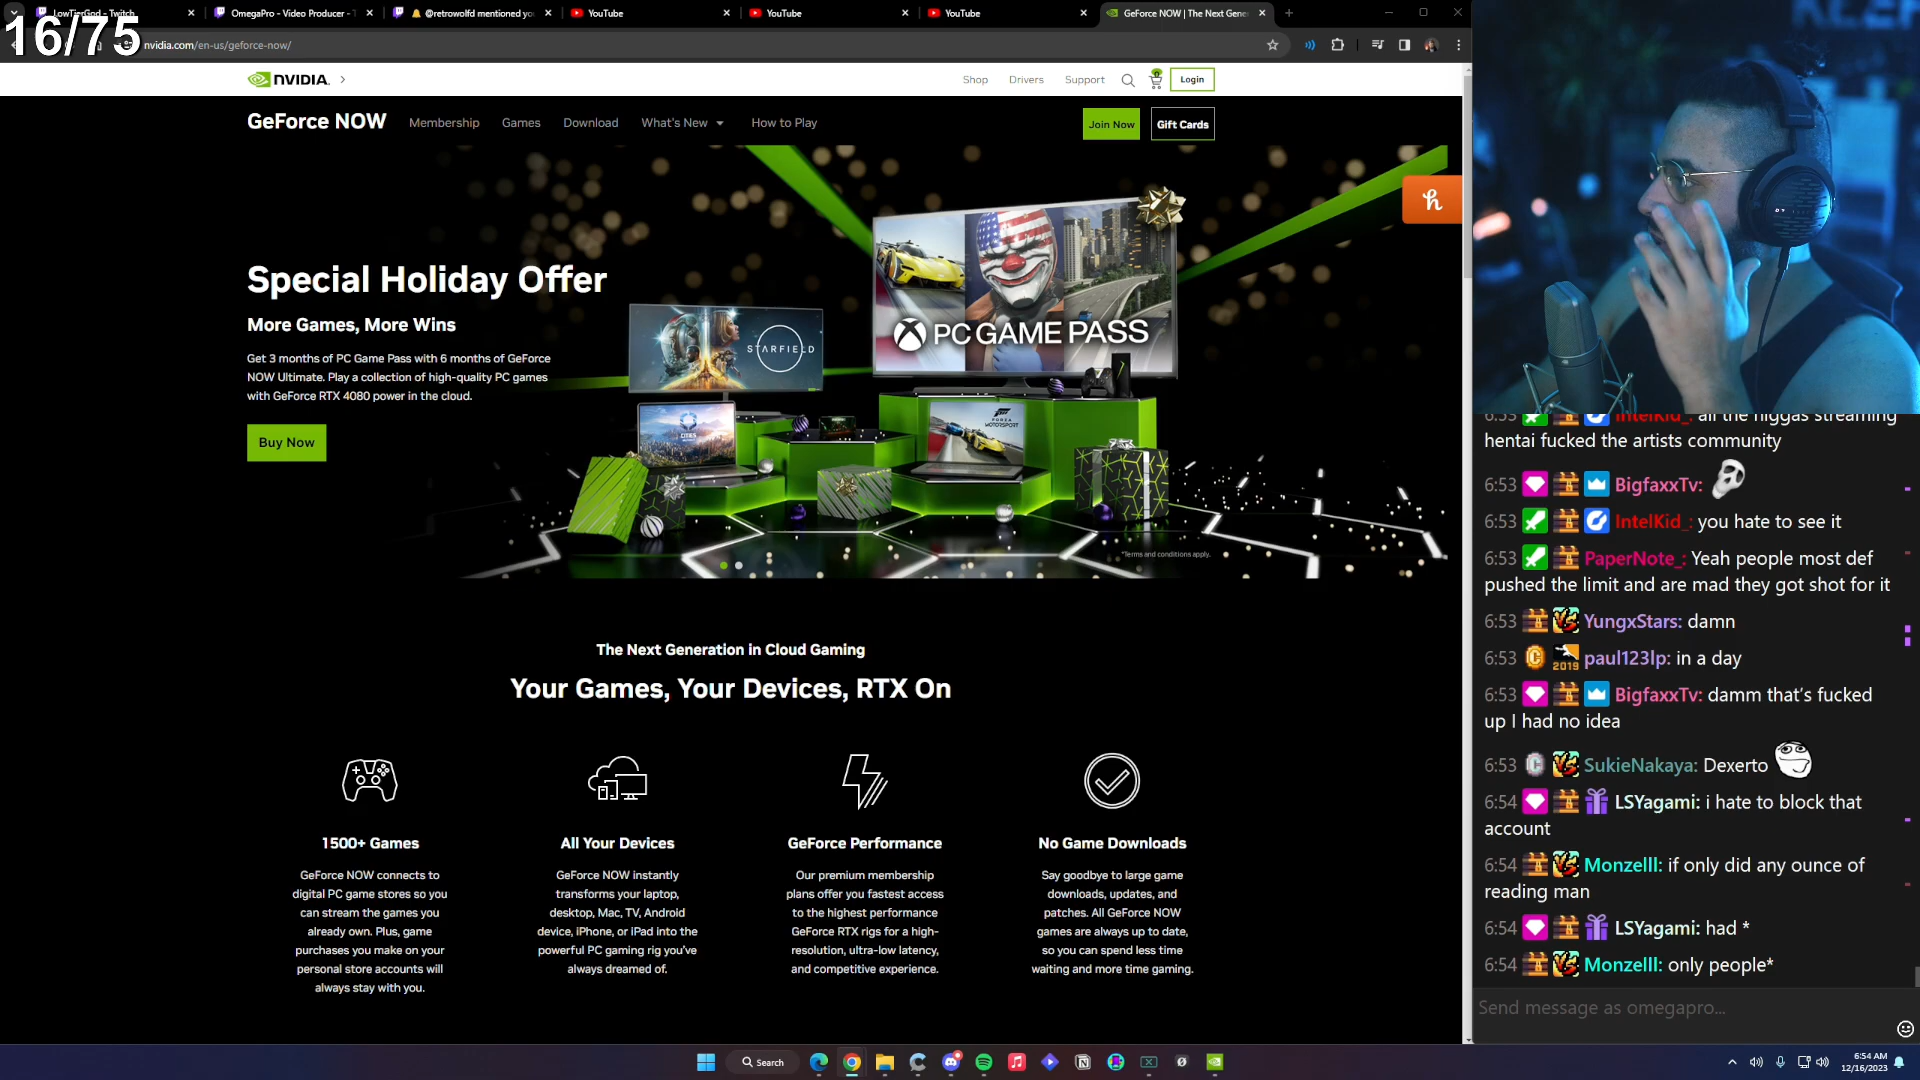 LowTierGod - Twitch
OmegaPro - Video Producer - T
@retrowolfd mentioned yo
YouTube
YouTube
YouTube
GeForce NOW | The Next Gene
16/75
nvidia.com/en-us/geforce-now/
NVIDIA.
Shop
Drivers
Support
0
Login
GeForce NOW
Membership
Games
Download
What's New
How to Play
Join Now
Gift Cards
Special Holiday Offer
More Games, More Wins
Get 3 months of PC Game Pass with 6 months of GeForce
NOW Ultimate. Play a collection of high-quality PC games
with GeForce RTX 4080 power in the cloud.
Buy Now
STARFIELD
PC GAME PASS
CITIES
FORZA
MOTORSPORT
*Terms and conditions apply.
h
The Next Generation in Cloud Gaming
Your Games, Your Devices, RTX On
1500+ Games
GeForce NOW connects to
digital PC game stores so you
can stream the games you
already own. Plus, game
purchases you make on your
personal store accounts will
always stay with you.
All Your Devices
GeForce NOW instantly
transforms your laptop,
desktop, Mac, TV, Android
device, iPhone, or iPad into the
powerful PC gaming rig you've
always dreamed of.
GeForce Performance
Our premium membership
plans offer you fastest access
to the highest performance
GeForce RTX rigs for a high-
resolution, ultra-low latency,
and competitive experience.
No Game Downloads
Say goodbye to large game
downloads, updates, and
patches. All GeForce NOW
games are always up to date,
so you can spend less time
waiting and more time gaming.
6:53 IntelKid_: all the niggas streaming
hentai fucked the artists community
6:53 BigfaxxTv:
6:53 IntelKid_: you hate to see it
6:53 PaperNote_: Yeah people most def
pushed the limit and are mad they got shot for it
6:53 YungxStars: damn
6:53 2019 paul123lp: in a day
6:53 BigfaxxTv: damm that's fucked
up I had no idea
6:53 SukieNakaya: Dexerto
6:54 LSYagami: i hate to block that
account
6:54 Monzelll: if only did any ounce of
reading man
6:54 LSYagami: had *
6:54 Monzelll: only people*
Send message as omegapro...
Search
6:54 AM
12/16/2023